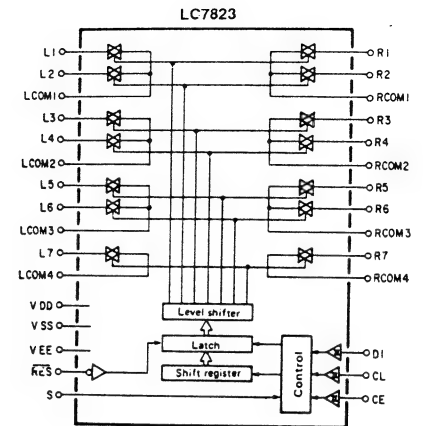 LC7823
L1
R1
L2
R2
LCOM1
RCOM1
L3
R3
L4
R4
LCOM2
RCOM2
L5
R5
L6
R6
LCOM3
RCOM3
L7
R7
LCOM4
RCOM4
VDD
Level shifter
VSS
VEE
Latch
DI
RES
Shift register
Control
CL
S
CE